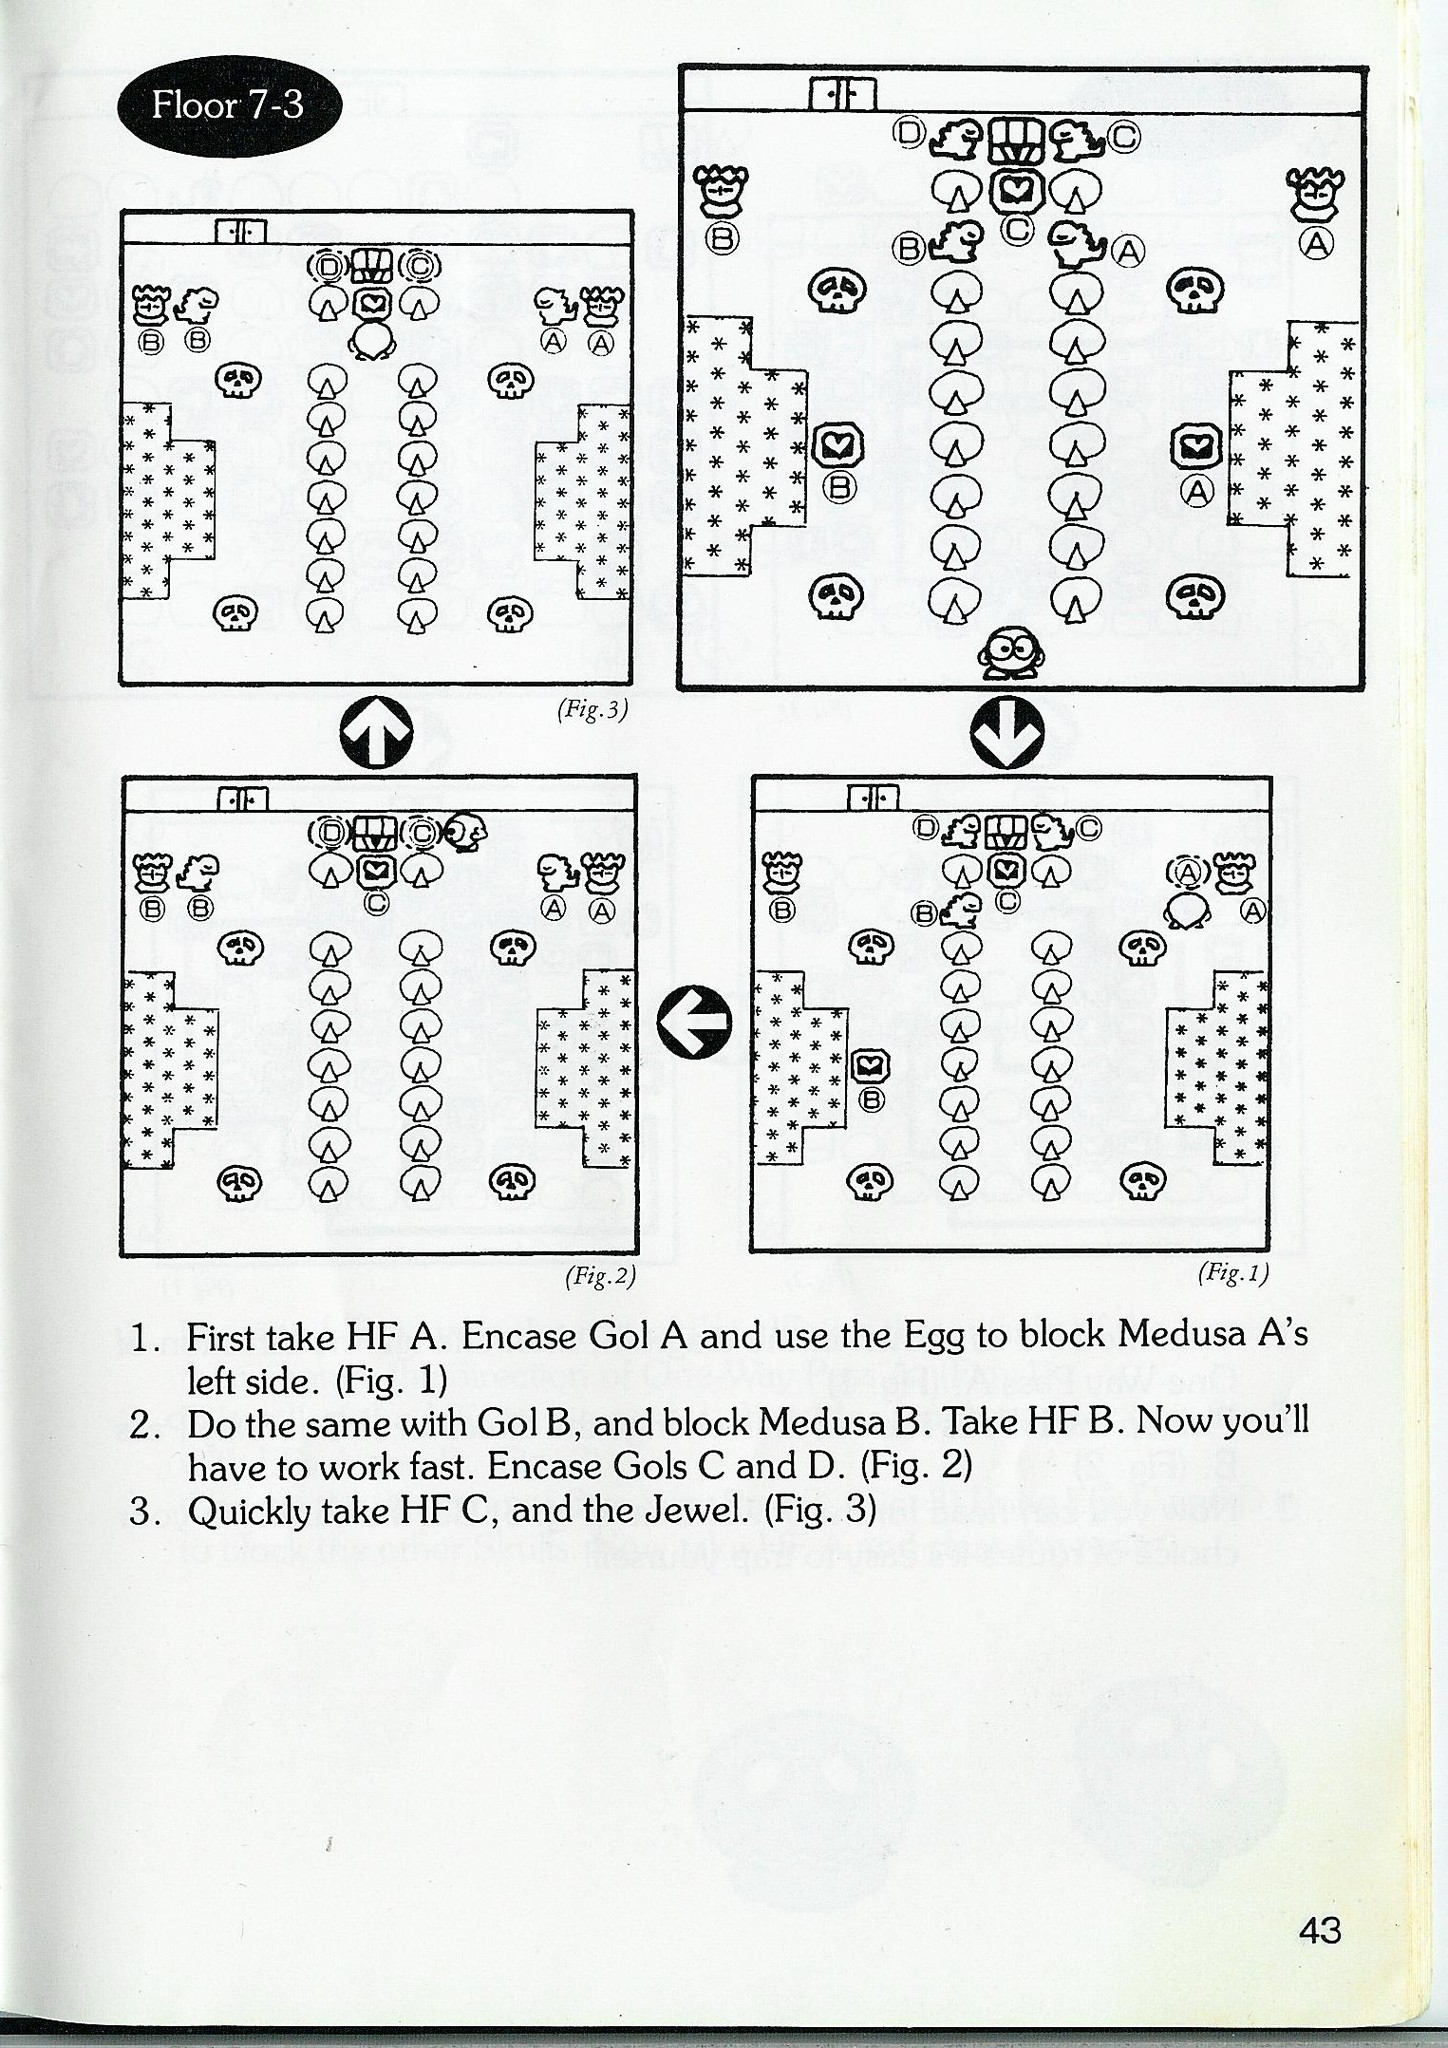 Floor 7-3
D
C
B
A
C
B
A
B
A
D
C
B
B
A
A
(Fig.3)
D
C
A
B
C
A
B
B
(Fig.1)
D
C
B
B
C
A
A
(Fig.2)
1. First take HF A. Encase Gol A and use the Egg to block Medusa A's
left side. (Fig. 1)
2. Do the same with Gol B, and block Medusa B. Take HF B. Now you'll
have to work fast. Encase Gols C and D. (Fig. 2)
3. Quickly take HF C, and the Jewel. (Fig. 3)
43